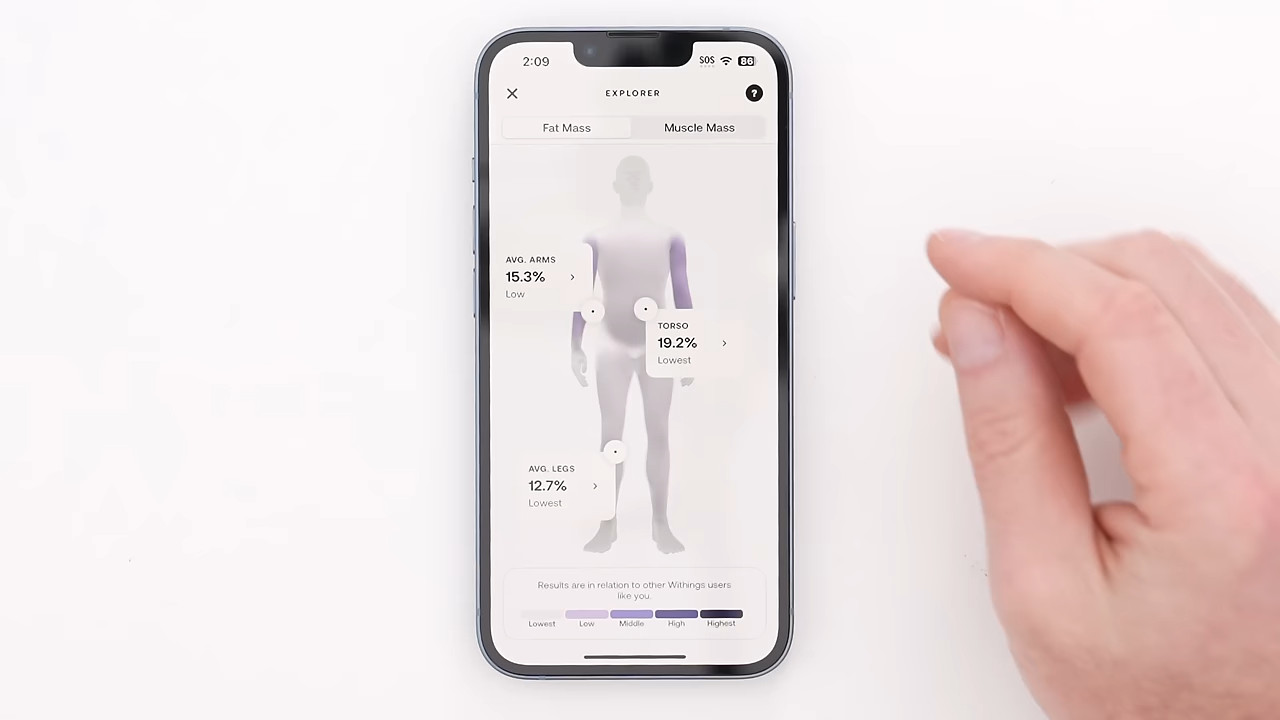 2:09
SOS
86
EXPLORER
?
Fat Mass
Muscle Mass
AVG. ARMS
15.3%
Low
TORSO
19.2%
Lowest
AVG. LEGS
12.7%
Lowest
Results are in relation to other Withings users
like you.
Lowest Low Middle High Highest